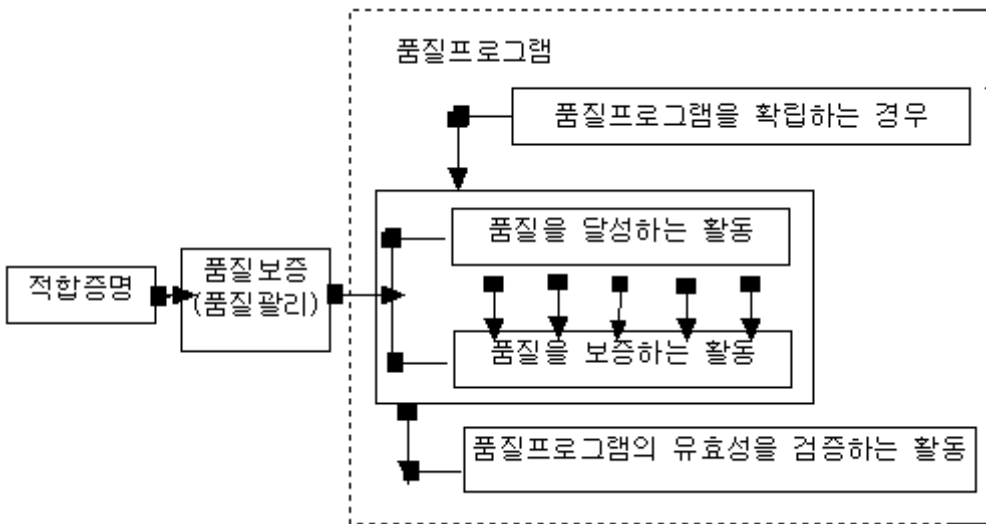 품질프로그램
품질프로그램을 확립하는 경우
품질을 달성하는 활동
적합증명
품질보증
(품질괄리)
품질을 보증하는 활동
품질프로그램의 유효성을 검증하는 활동